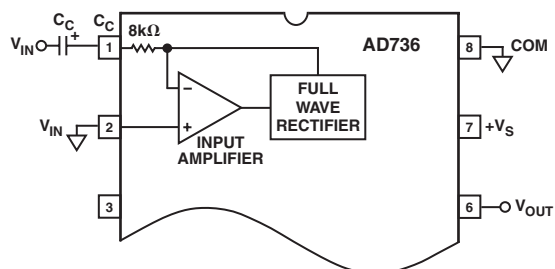 C_C
C_C
8kΩ
AD736
+
V_IN
1
8
COM
−
FULL
WAVE
RECTIFIER
V_IN
2
+
INPUT
AMPLIFIER
7
+V_S
3
6
V_OUT